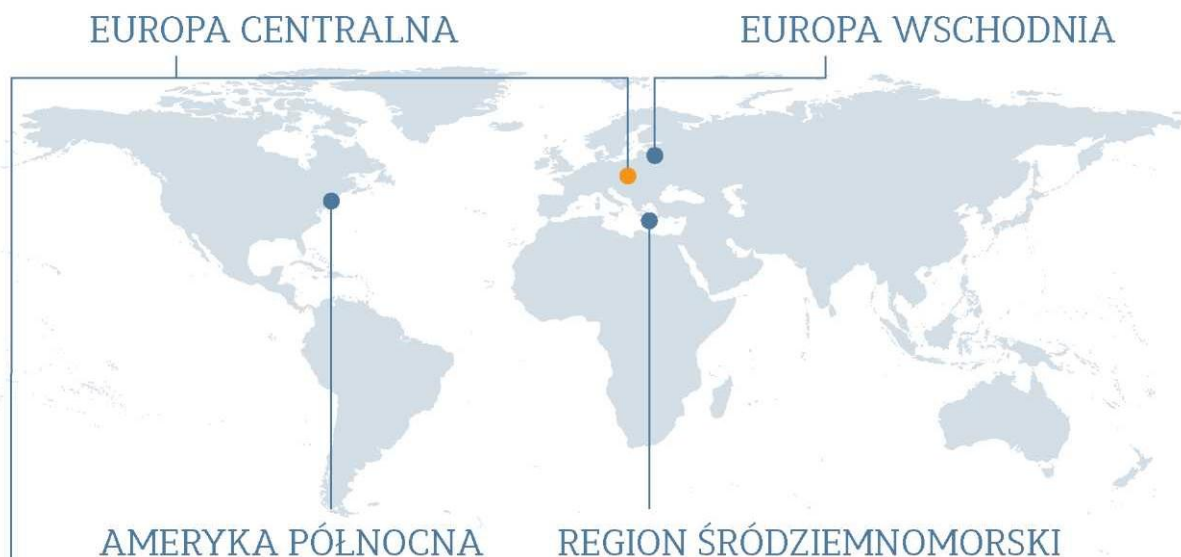 EUROPA CENTRALNA
EUROPA WSCHODNIA
AMERYKA PÓŁNOCNA
REGION ŚRÓDZIEMNOMORSKI